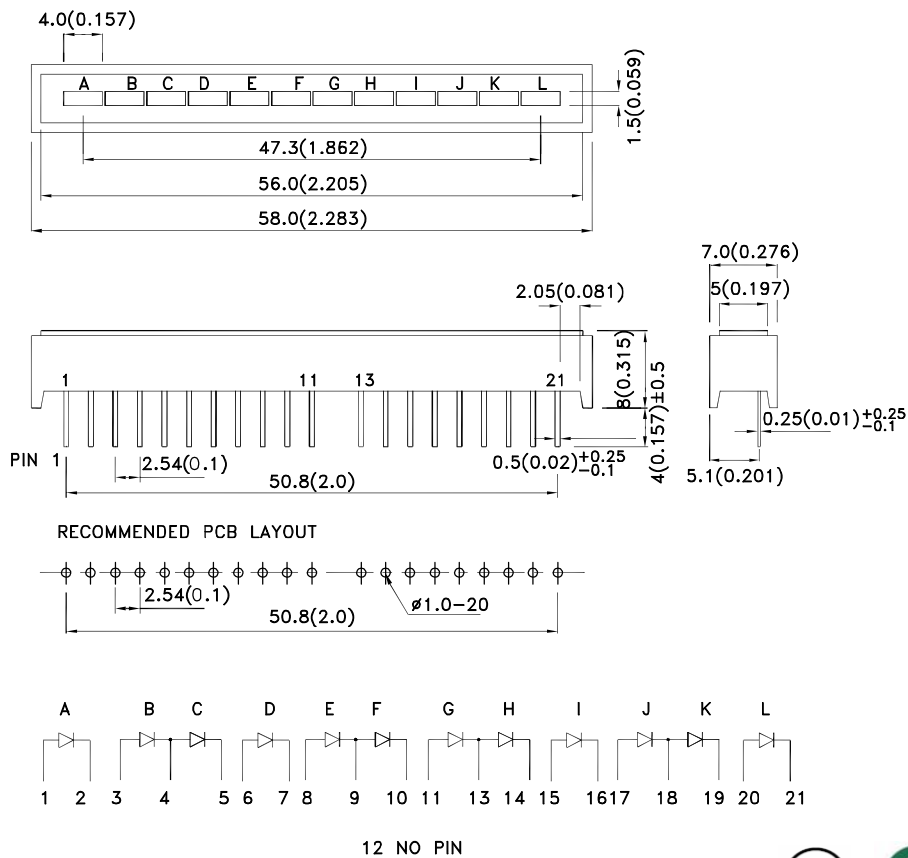 4.0(0.157)
A B C D E F G H I J K L
1.5(0.059)
47.3(1.862)
56.0(2.205)
58.0(2.283)
7.0(0.276)
2.05(0.081)
5(0.197)
1 11 13 21
8(0.315)
4(0.157)±0.5
0.25(0.01)+0.25 -0.1
PIN 1
2.54(0.1)
0.5(0.02)+0.25 -0.1
5.1(0.201)
50.8(2.0)
RECOMMENDED PCB LAYOUT
2.54(0.1)
ø1.0-20
50.8(2.0)
A B C D E F G H I J K L
1 2 3 4 5 6 7 8 9 10 11 13 14 15 16 17 18 19 20 21
12 NO PIN